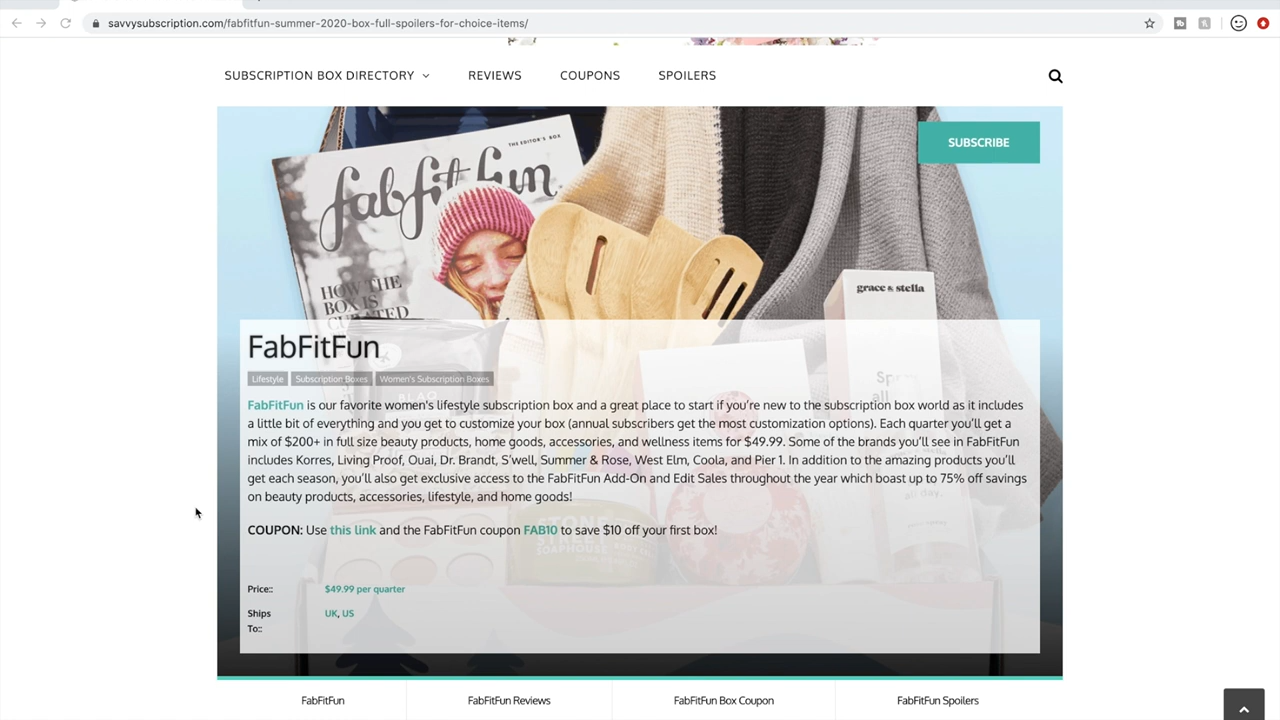 savvysubscription.com/fabfitfun-summer-2020-box-full-spoilers-for-choice-items/
SUBSCRIPTION BOX DIRECTORY REVIEWS COUPONS SPOILERS
SUBSCRIBE
THE EDITOR'S BOX
fabfitfun
HOW THE
BOX IS
CURATED
grace & stella
FabFitFun
Lifestyle Subscription Boxes Women's Subscription Boxes
FabFitFun is our favorite women's lifestyle subscription box and a great place to start if you're new to the subscription box world as it includes
a little bit of everything and you get to customize your box (annual subscribers get the most customization options). Each quarter you'll get a
mix of $200+ in full size beauty products, home goods, accessories, and wellness items for $49.99. Some of the brands you'll see in FabFitFun
includes Korres, Living Proof, Ouai, Dr. Brandt, S'well, Summer & Rose, West Elm, Coola, and Pier 1. In addition to the amazing products you'll
get each season, you'll also get exclusive access to the FabFitFun Add-On and Edit Sales throughout the year which boast up to 75% off savings
on beauty products, accessories, lifestyle, and home goods!
COUPON: Use this link and the FabFitFun coupon FAB10 to save $10 off your first box!
STONE
STREET
SOAPHOUSE
Price:: $49.99 per quarter
Ships UK, US
To::
FabFitFun FabFitFun Reviews FabFitFun Box Coupon FabFitFun Spoilers